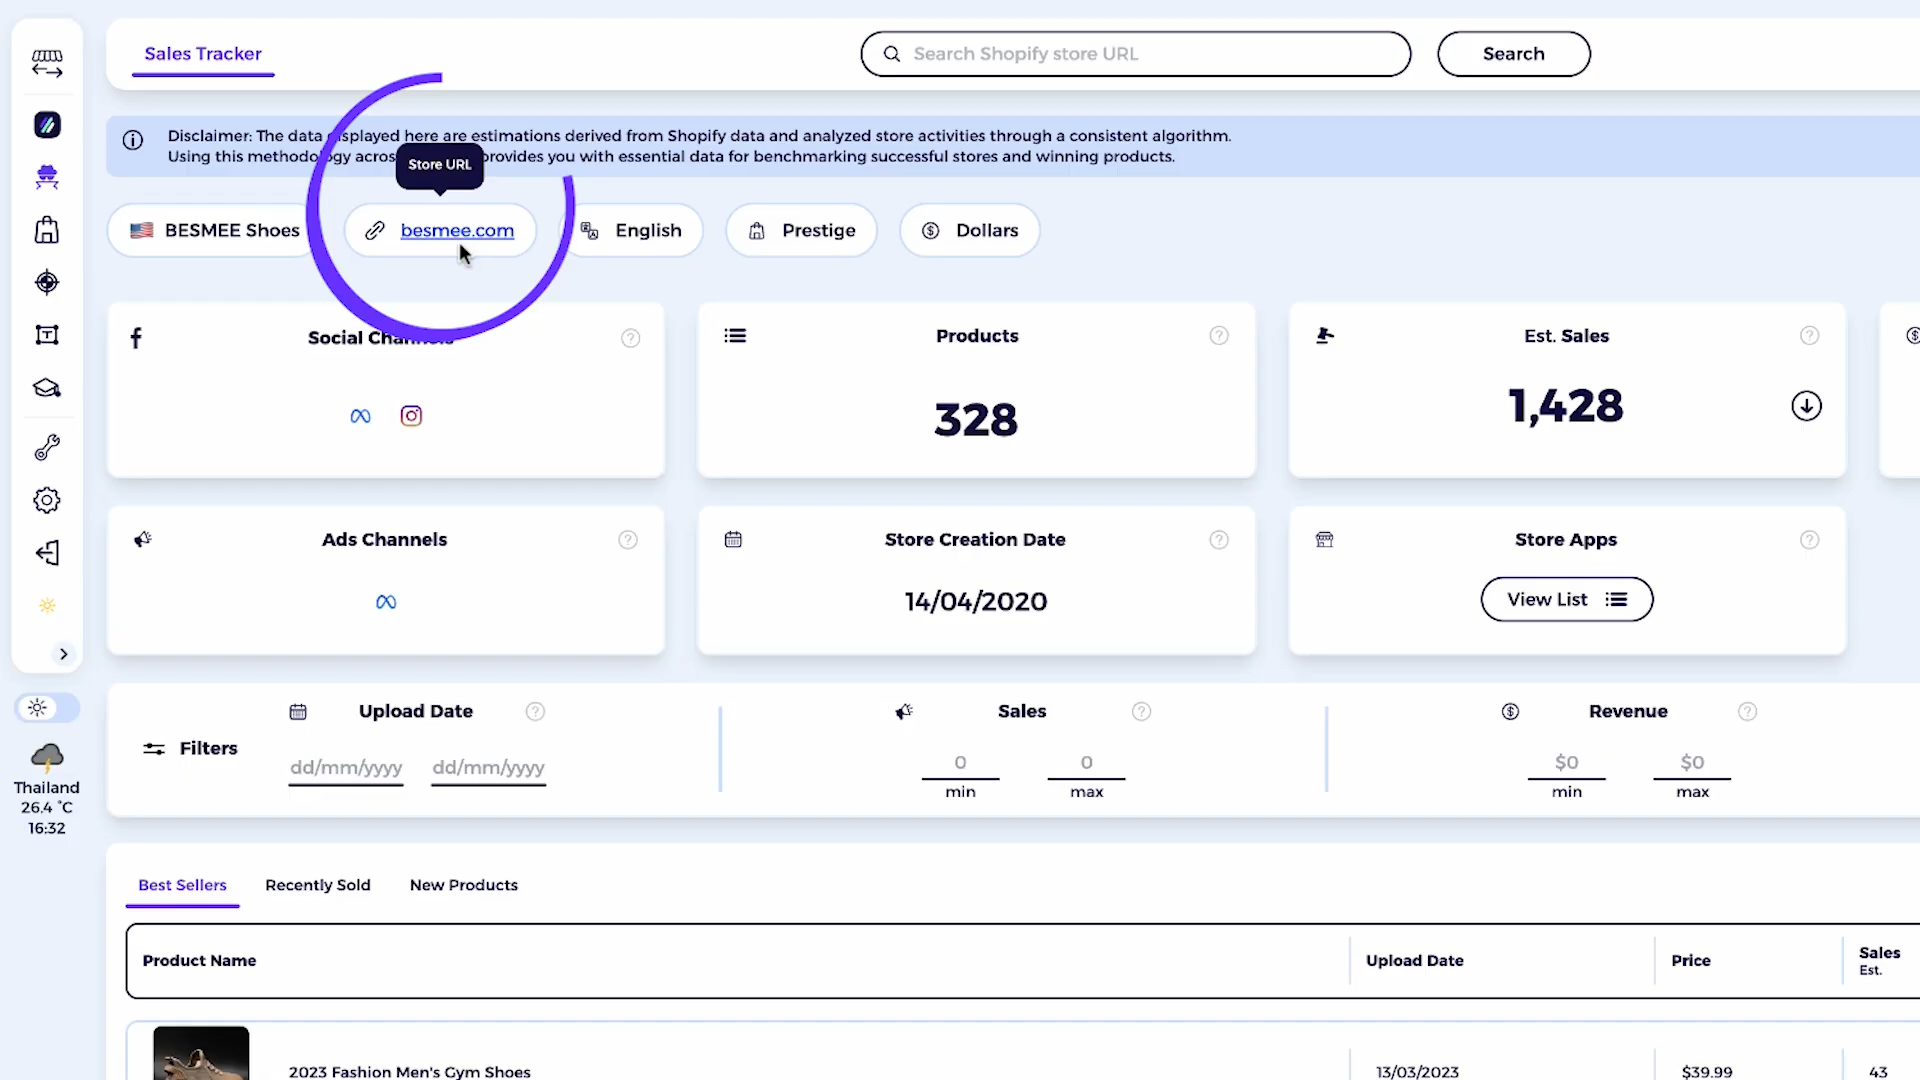 Sales Tracker
Search Shopify store URL
Search
Disclaimer: The data displayed here are estimations derived from Shopify data and analyzed store activities through a consistent algorithm.
Using this methodology across provides you with essential data for benchmarking successful stores and winning products.
Store URL
BESMEE Shoes
besmee.com
English
Prestige
Dollars
Social Channels
Products
Est. Sales
328
1,428
Ads Channels
Store Creation Date
Store Apps
14/04/2020
View List
Filters
Upload Date
dd/mm/yyyy
dd/mm/yyyy
Sales
0
min
0
max
Revenue
$0
min
$0
max
Thailand
26.4 °C
16:32
Best Sellers
Recently Sold
New Products
Product Name
Upload Date
Price
Sales
Est.
2023 Fashion Men's Gym Shoes
13/03/2023
$39.99
43